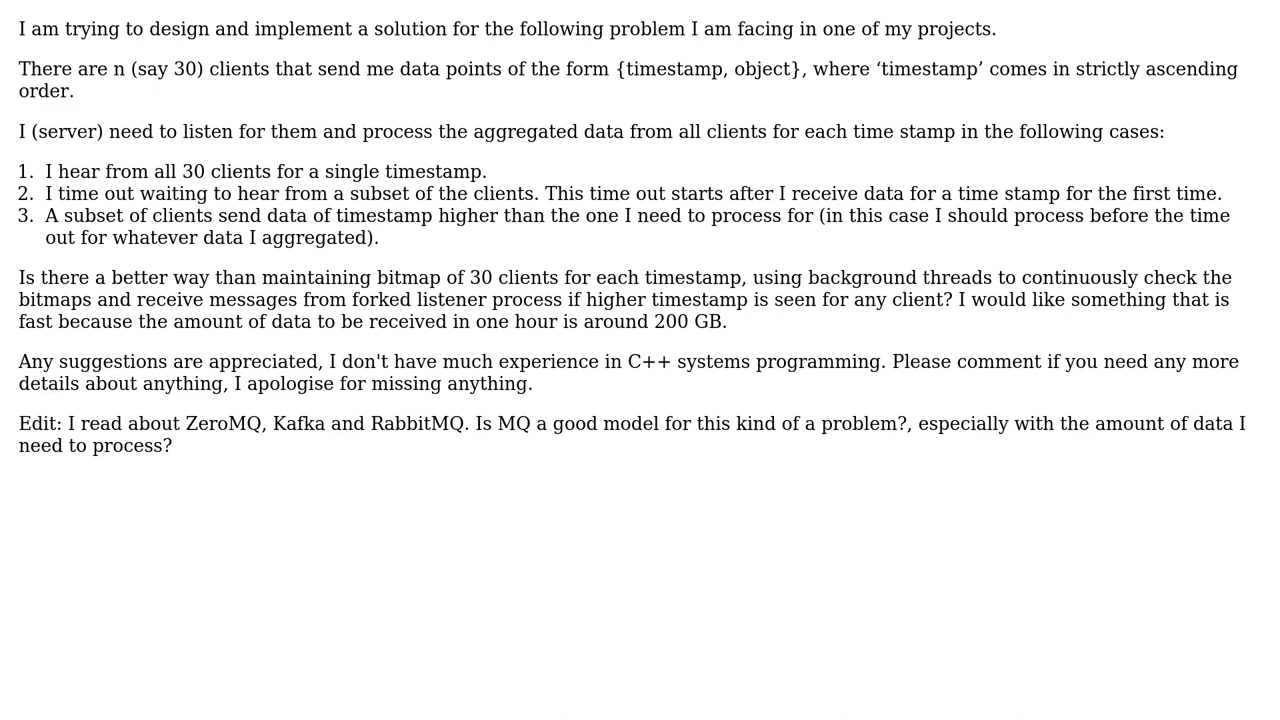 I am trying to design and implement a solution for the following problem I am facing in one of my projects.
There are n (say 30) clients that send me data points of the form {timestamp, object}, where ‘timestamp’ comes in strictly ascending
order.
I (server) need to listen for them and process the aggregated data from all clients for each time stamp in the following cases:
1. I hear from all 30 clients for a single timestamp.
2. I time out waiting to hear from a subset of the clients. This time out starts after I receive data for a time stamp for the first time.
3. A subset of clients send data of timestamp higher than the one I need to process for (in this case I should process before the time
out for whatever data I aggregated).
Is there a better way than maintaining bitmap of 30 clients for each timestamp, using background threads to continuously check the
bitmaps and receive messages from forked listener process if higher timestamp is seen for any client? I would like something that is
fast because the amount of data to be received in one hour is around 200 GB.
Any suggestions are appreciated, I don't have much experience in C++ systems programming. Please comment if you need any more
details about anything, I apologise for missing anything.
Edit: I read about ZeroMQ, Kafka and RabbitMQ. Is MQ a good model for this kind of a problem?, especially with the amount of data I
need to process?